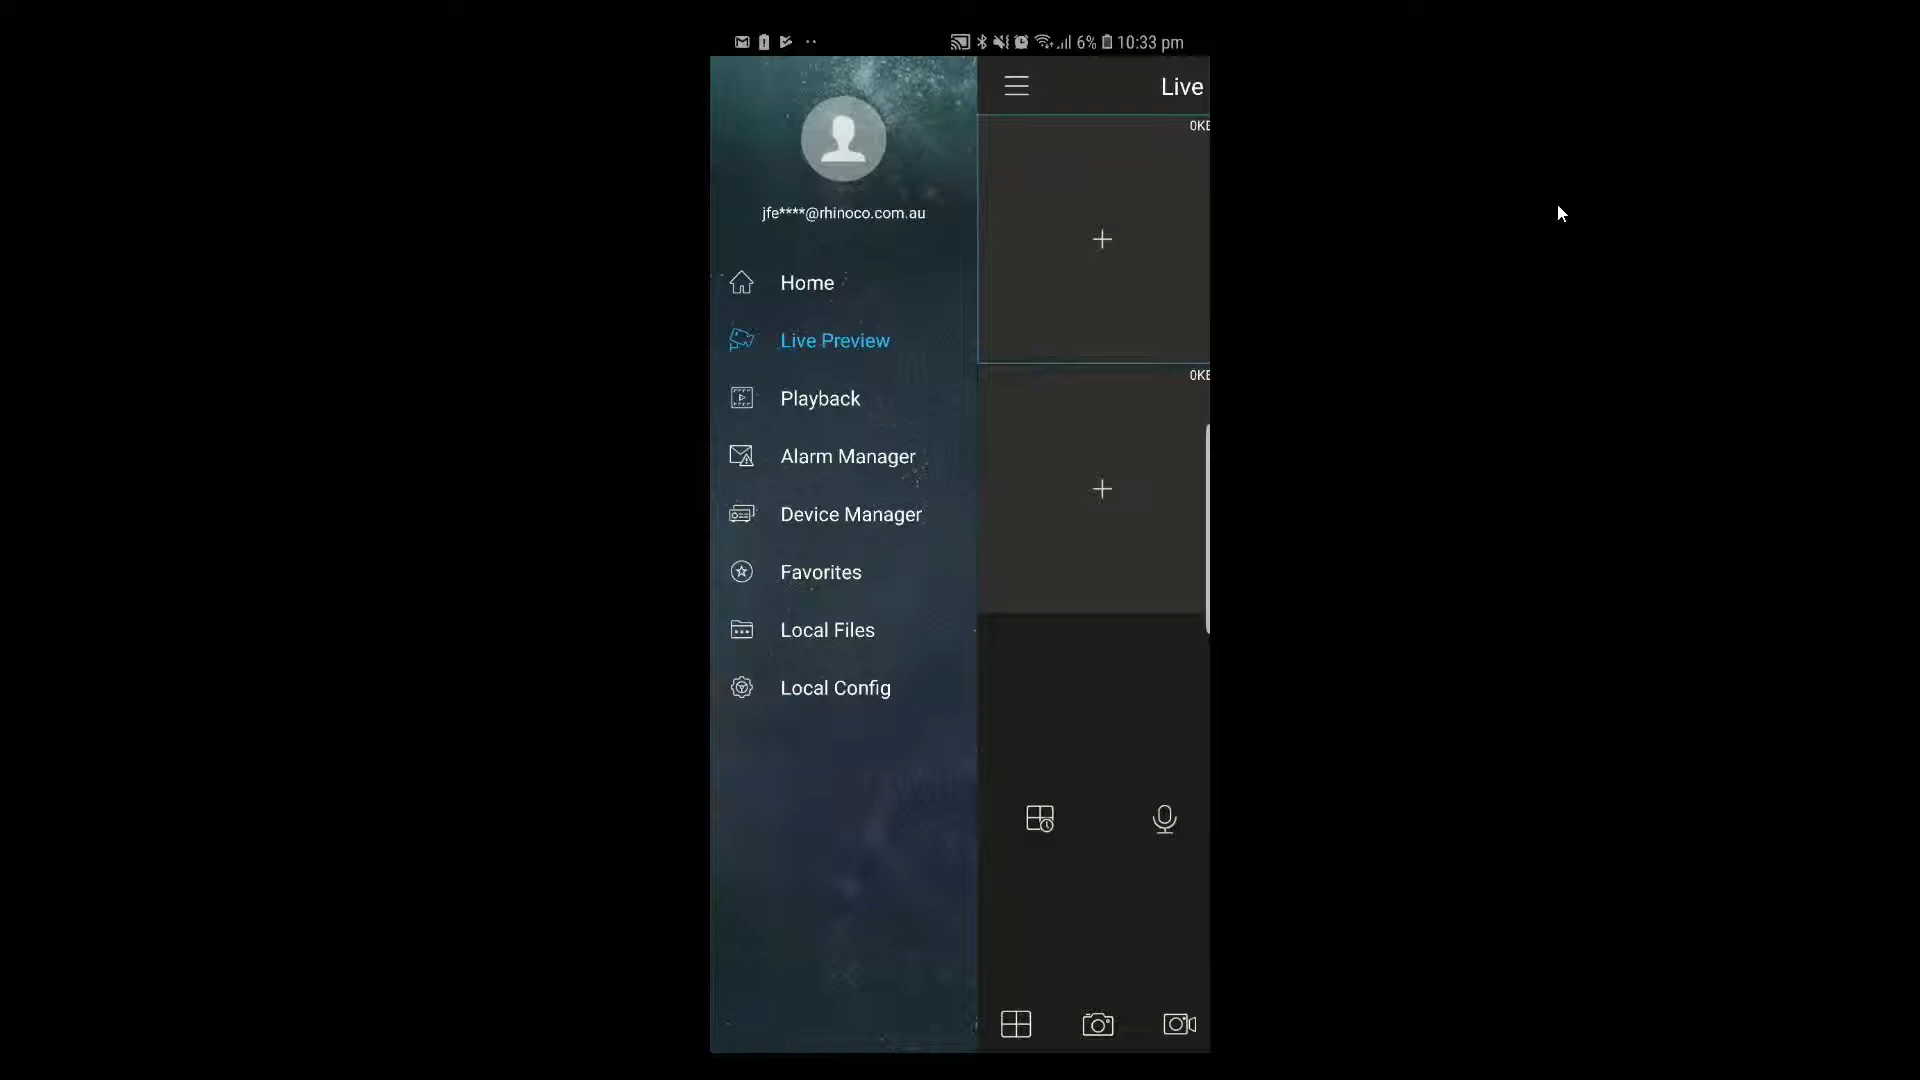 6% 10:33 pm
Live
0KB
jfe****@rhinoco.com.au
Home
Live Preview
Playback
0KB
Alarm Manager
Device Manager
Favorites
Local Files
Local Config